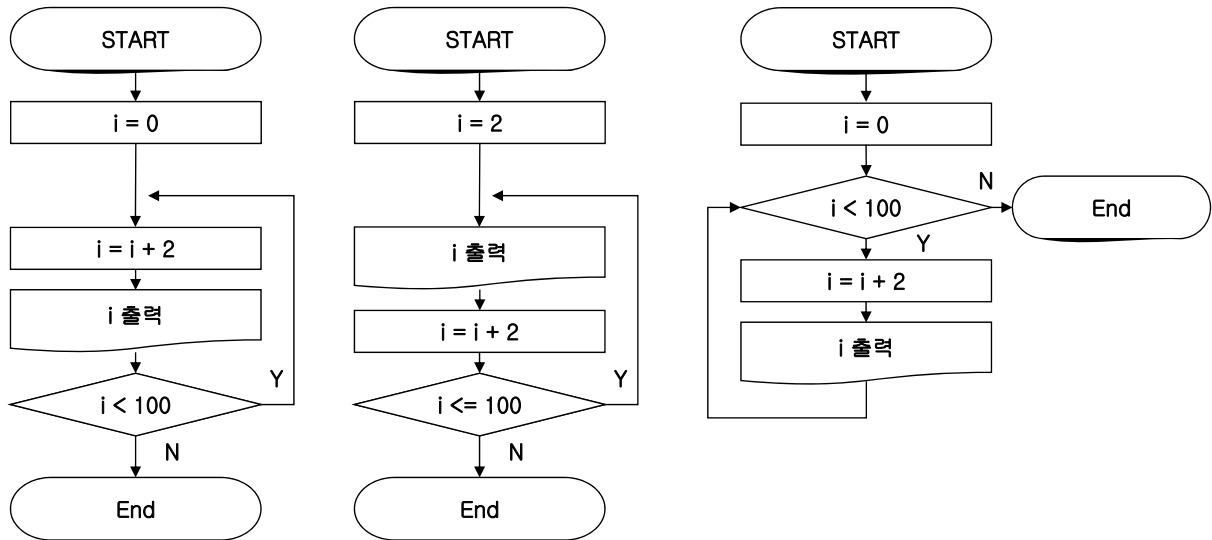 START
i = 0
i = i + 2
i 출력
Y
i < 100
N
End
START
i = 2
i 출력
i = i + 2
Y
i <= 100
N
End
START
i = 0
N
i < 100
End
Y
i = i + 2
i 출력